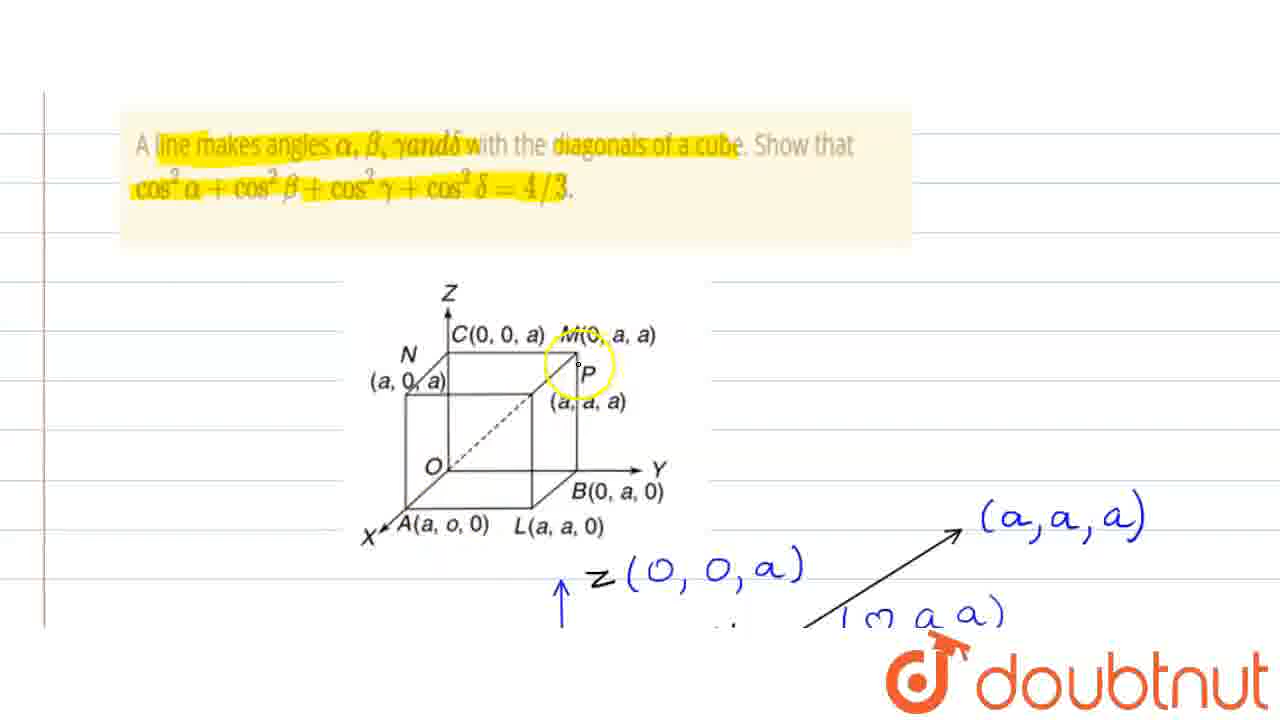 A line makes angles α, β, γandδ with the diagonals of a cube. Show that
cos² α + cos² β + cos² γ + cos² δ = 4/3.
Z
C(0, 0, a) M(0, a, a)
N
(a, 0, a)
P
(a, a, a)
O
Y
B(0, a, 0)
X
A(a, o, 0) L(a, a, 0)
(a, a, a)
z (0, 0, a)
a a)
doubtnut